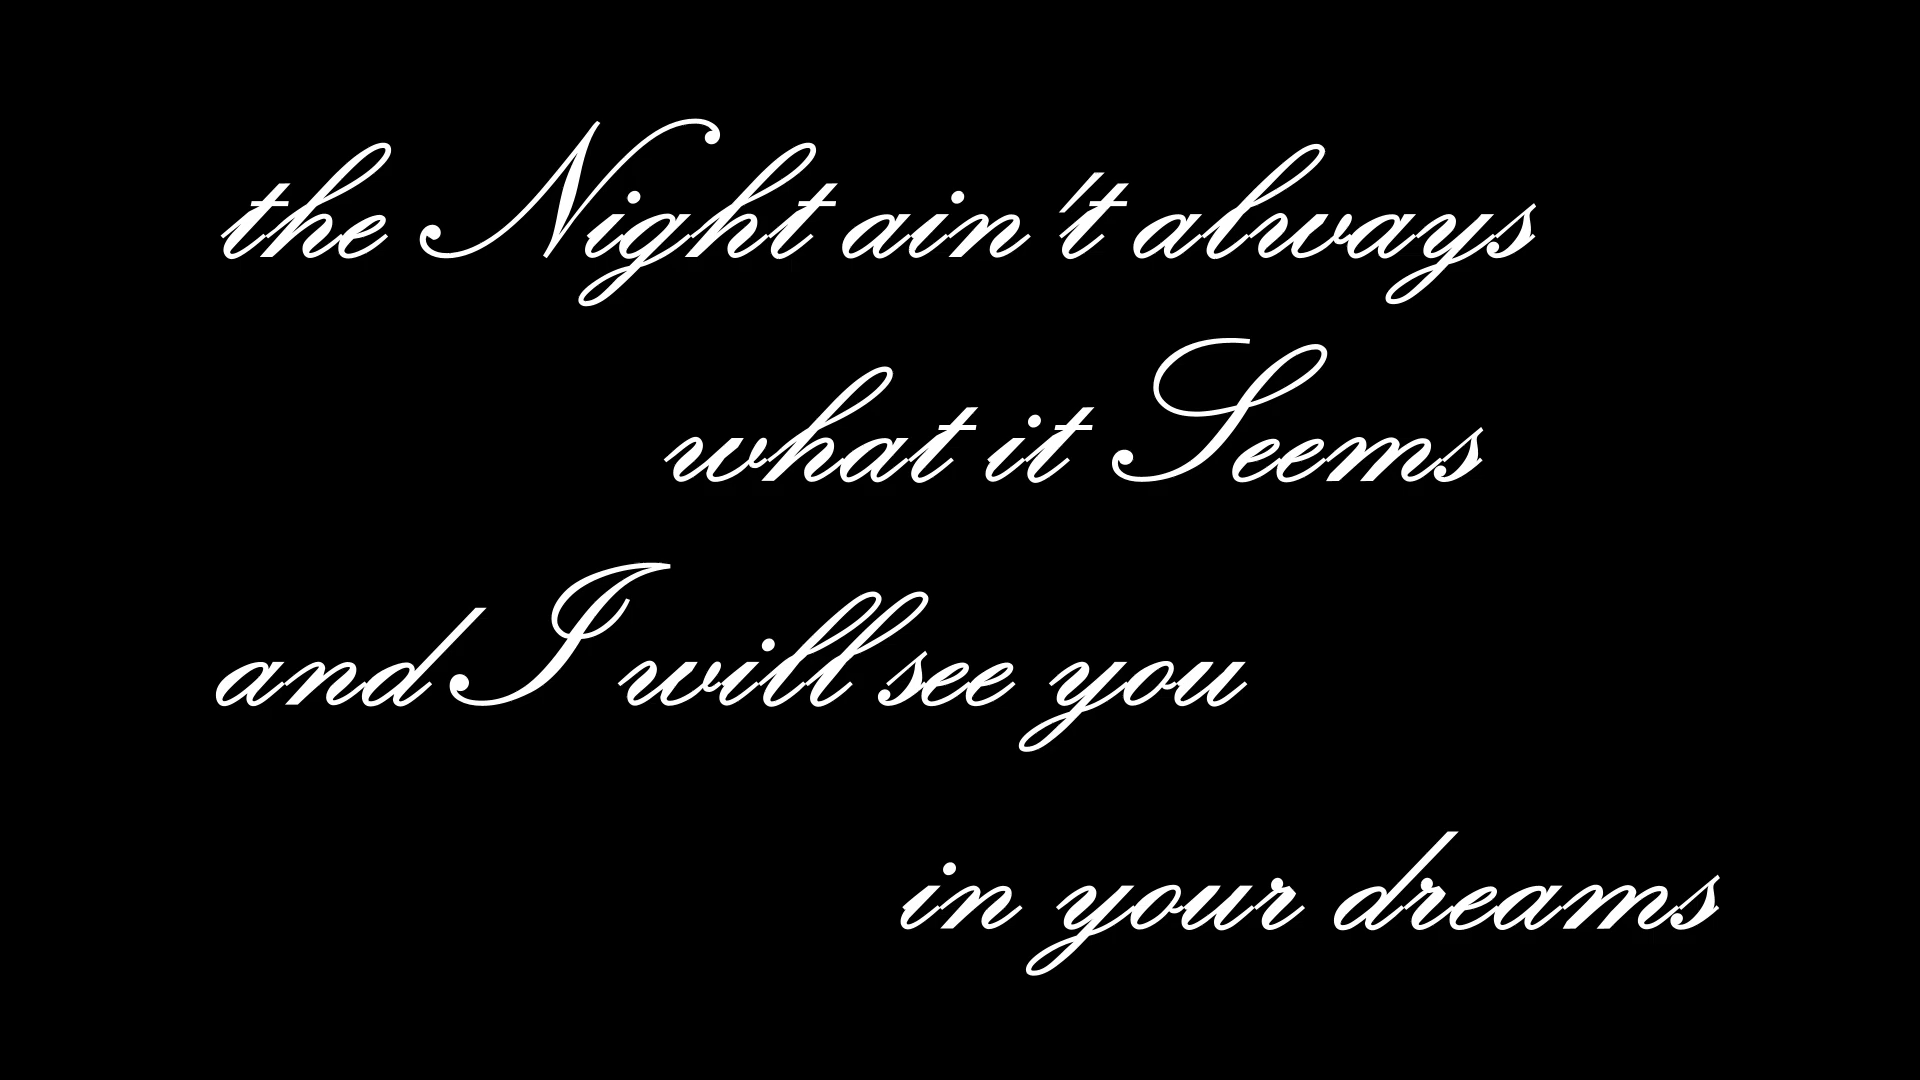 the Night ain't always
what it Seems
and I will see you
in your dreams